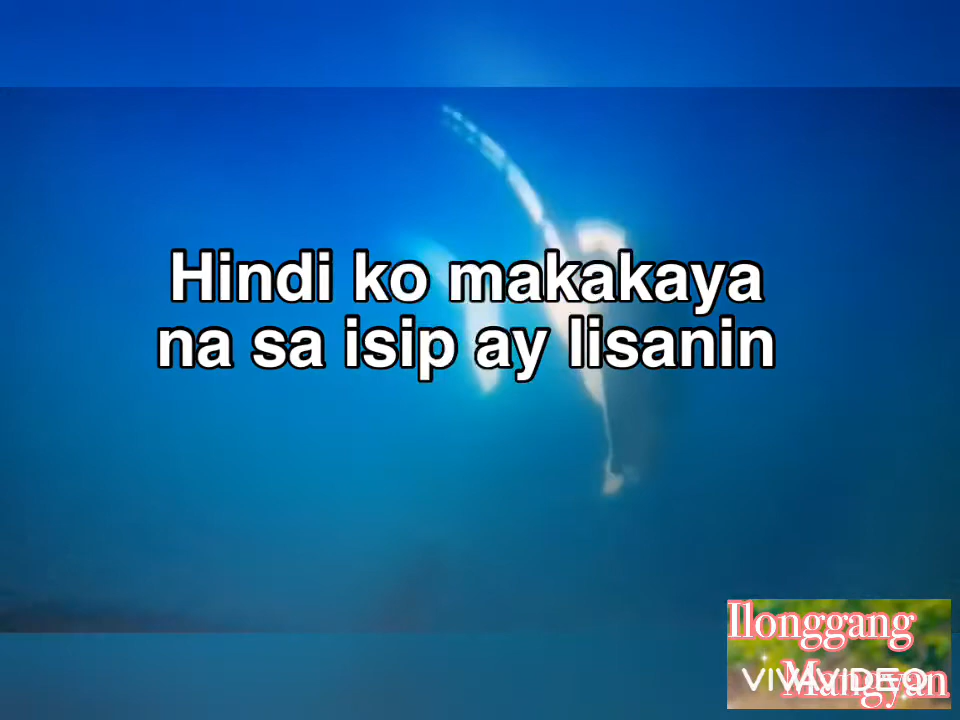 Hindi ko makakaya
na sa isip ay lisanin
Ilonggang
VIVAVIDEO
Mangyan